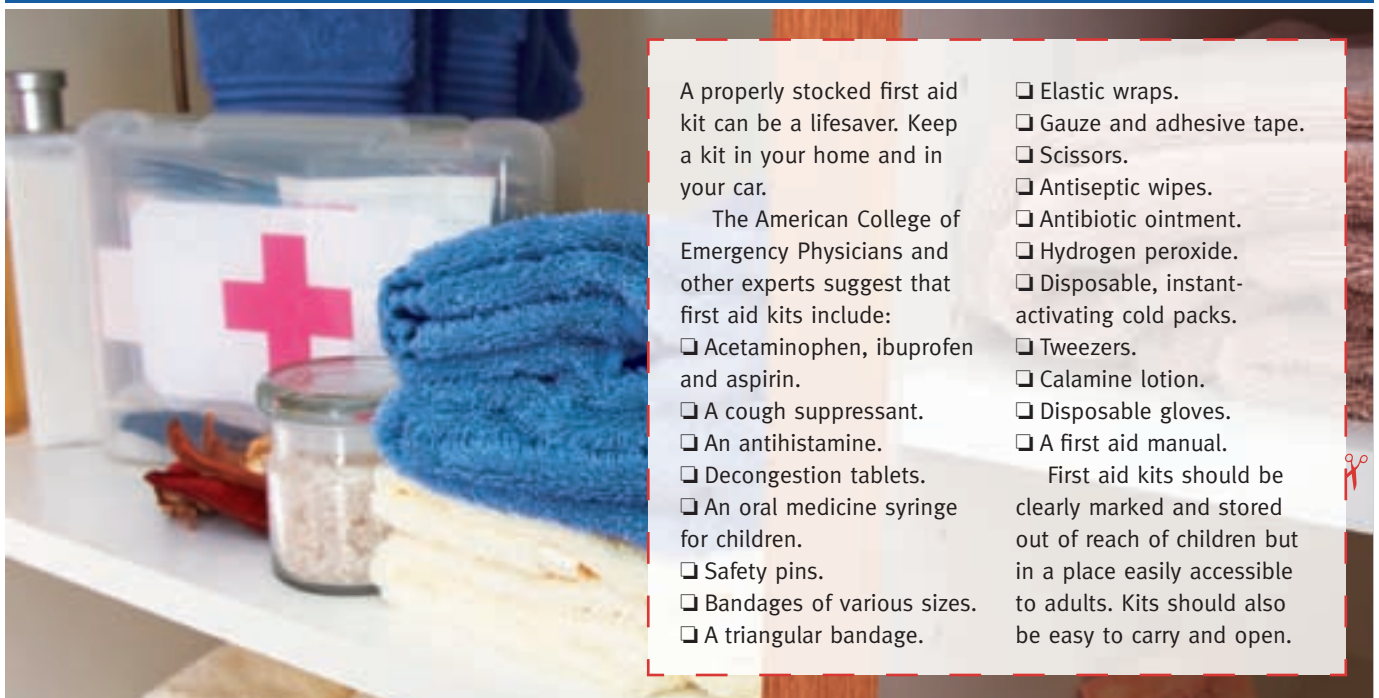 A properly stocked first aid
kit can be a lifesaver. Keep
a kit in your home and in
your car.
The American College of
Emergency Physicians and
other experts suggest that
first aid kits include:
❏ Acetaminophen, ibuprofen
and aspirin.
❏ A cough suppressant.
❏ An antihistamine.
❏ Decongestion tablets.
❏ An oral medicine syringe
for children.
❏ Safety pins.
❏ Bandages of various sizes.
❏ A triangular bandage.
❏ Elastic wraps.
❏ Gauze and adhesive tape.
❏ Scissors.
❏ Antiseptic wipes.
❏ Antibiotic ointment.
❏ Hydrogen peroxide.
❏ Disposable, instant-
activating cold packs.
❏ Tweezers.
❏ Calamine lotion.
❏ Disposable gloves.
❏ A first aid manual.
First aid kits should be
clearly marked and stored
out of reach of children but
in a place easily accessible
to adults. Kits should also
be easy to carry and open.